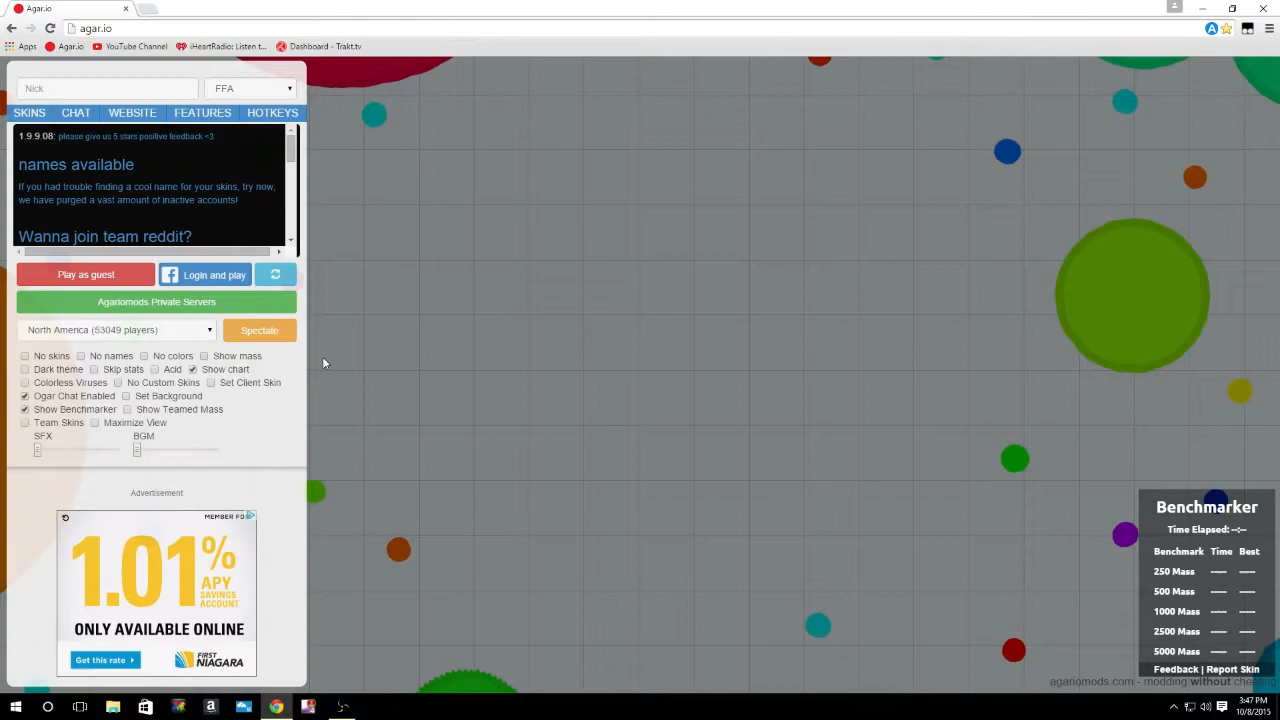 Agar.io
agar.io
Apps Agar.io YouTube Channel iHeartRadio: Listen t... Dashboard - Trakt.tv
Nick FFA
SKINS CHAT WEBSITE FEATURES HOTKEYS
1.9.9.08: please give us 5 stars positive feedback <3
names available
If you had trouble finding a cool name for your skins, try now,
we have purged a vast amount of inactive accounts!
Wanna join team reddit?
Play as guest Login and play
Agariomods Private Servers
North America (53049 players) Spectate
No skins No names No colors Show mass
Dark theme Skip stats Acid Show chart
Colorless Viruses No Custom Skins Set Client Skin
Ogar Chat Enabled Set Background
Show Benchmarker Show Teamed Mass
Team Skins Maximize View
SFX BGM
Advertisement
1.01%
APY
SAVINGS
ACCOUNT
ONLY AVAILABLE ONLINE
Get this rate FIRST
NIAGARA
Benchmarker
Time Elapsed: --:--
Benchmark Time Best
250 Mass ----- -----
500 Mass ----- -----
1000 Mass ----- -----
2500 Mass ----- -----
5000 Mass ----- -----
Feedback | Report Skin
agariomods.com - modding without cheating
3:47 PM
10/8/2015